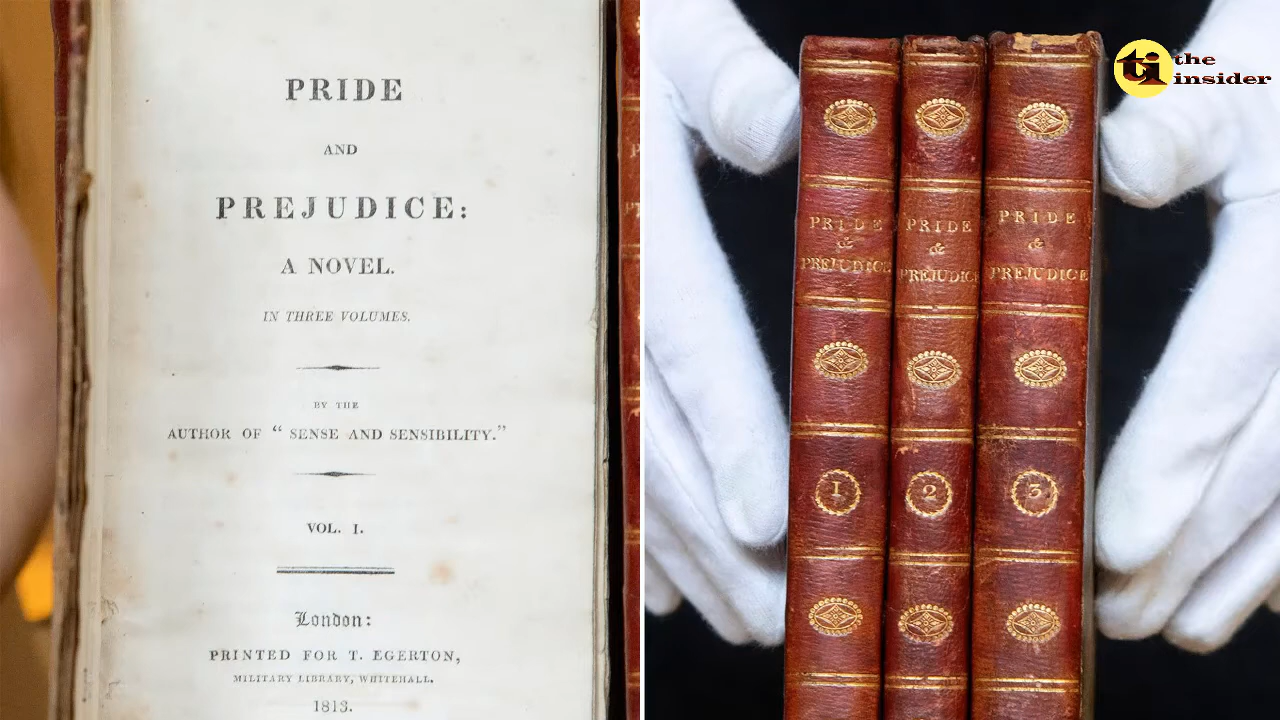 PRIDE
AND
PREJUDICE:
A NOVEL.
IN THREE VOLUMES.
BY THE
AUTHOR OF “ SENSE AND SENSIBILITY.”
VOL. I.
London:
PRINTED FOR T. EGERTON,
MILITARY LIBRARY, WHITEHALL.
1813.
PRIDE
&
PREJUDICE
1
PRIDE
&
PREJUDICE
2
PRIDE
&
PREJUDICE
3
ti
the
insider